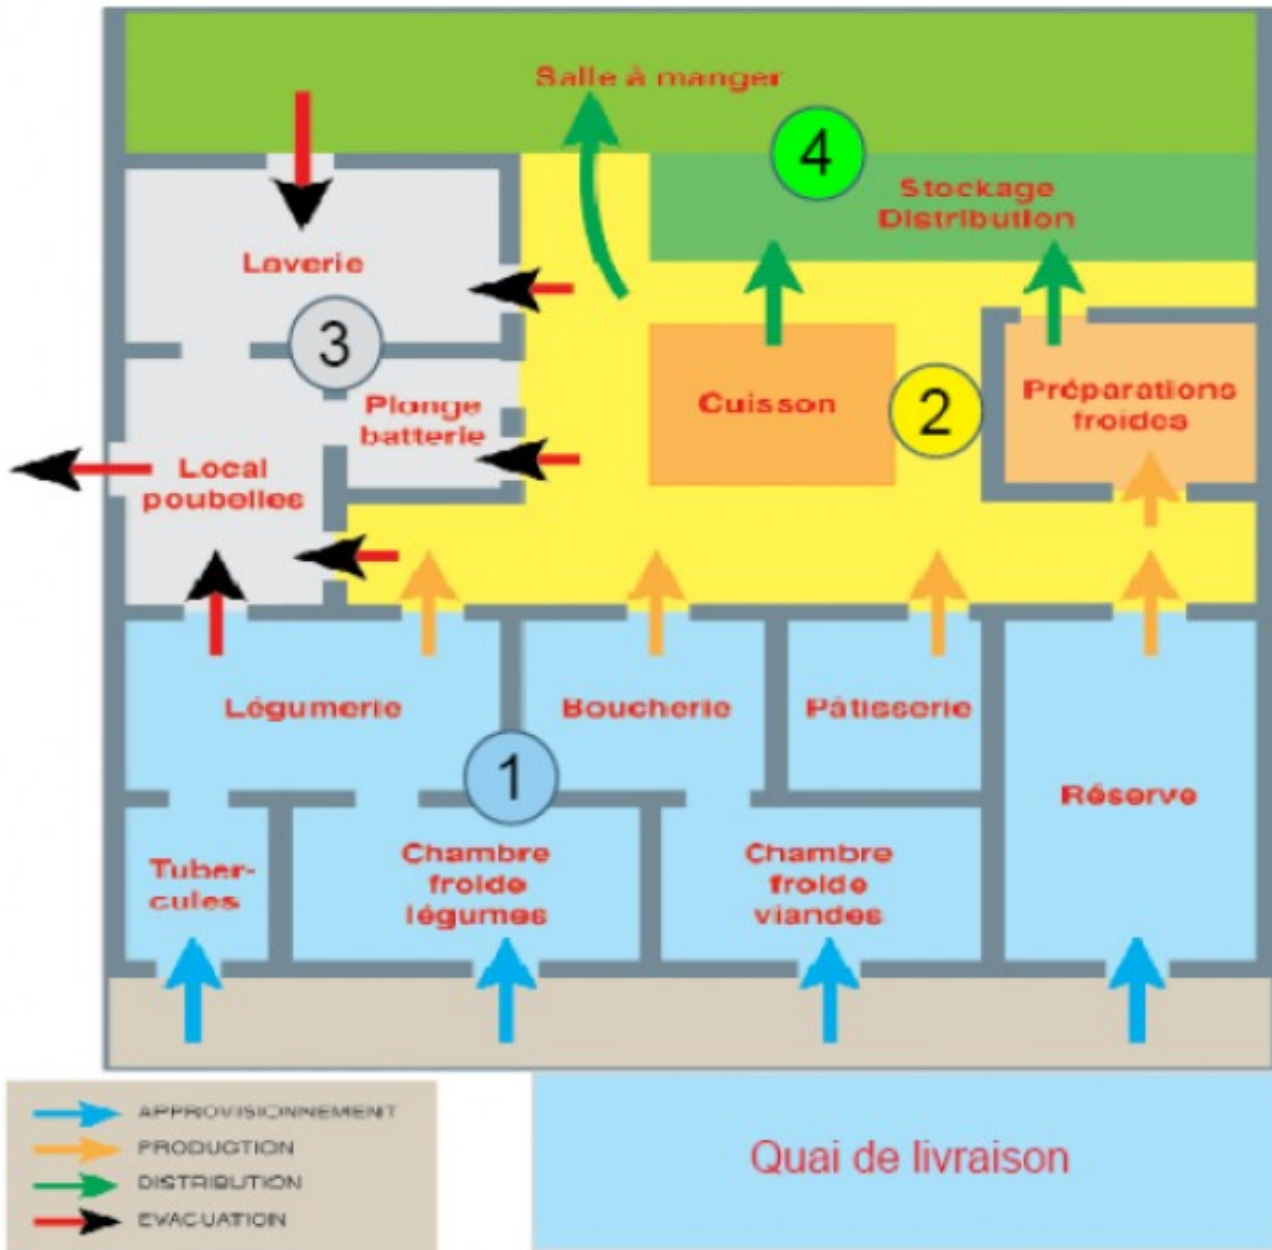 Salle à manger
4
Stockage
Distribution
Laverie
3
Plonge
batterie
Cuisson
2
Préparations
froides
Local
poubelles
Légumerie
Boucherie
Pâtisserie
1
Réserve
Tuber-
cules
Chambre
froide
légumes
Chambre
froide
viandes
APPROVISIONNEMENT
PRODUCTION
DISTRIBUTION
EVACUATION
Quai de livraison